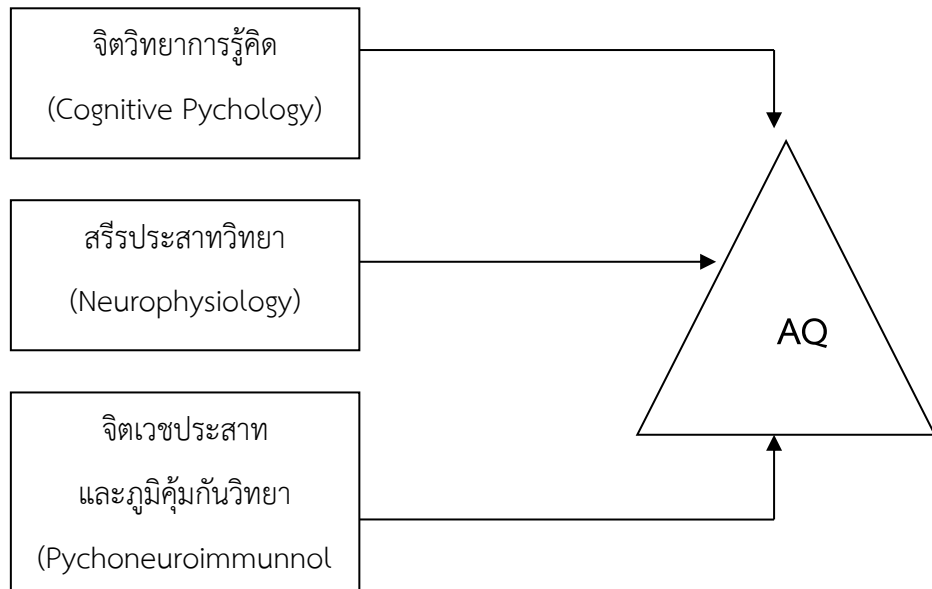 จิตวิทยาการรู้คิด
(Cognitive Pychology)
สรีรประสาทวิทยา
(Neurophysiology)
AQ
จิตเวชประสาท
และภูมิคุ้มกันวิทยา
(Pychoneuroimmunnol